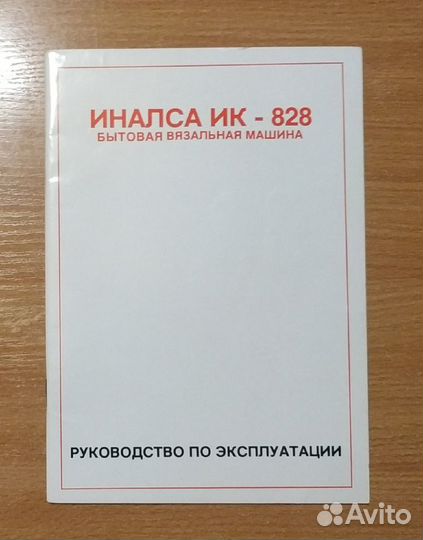 ИНАЛСА ИК - 828
БЫТОВАЯ ВЯЗАЛЬНАЯ МАШИНА
РУКОВОДСТВО ПО ЭКСПЛУАТАЦИИ
Avito